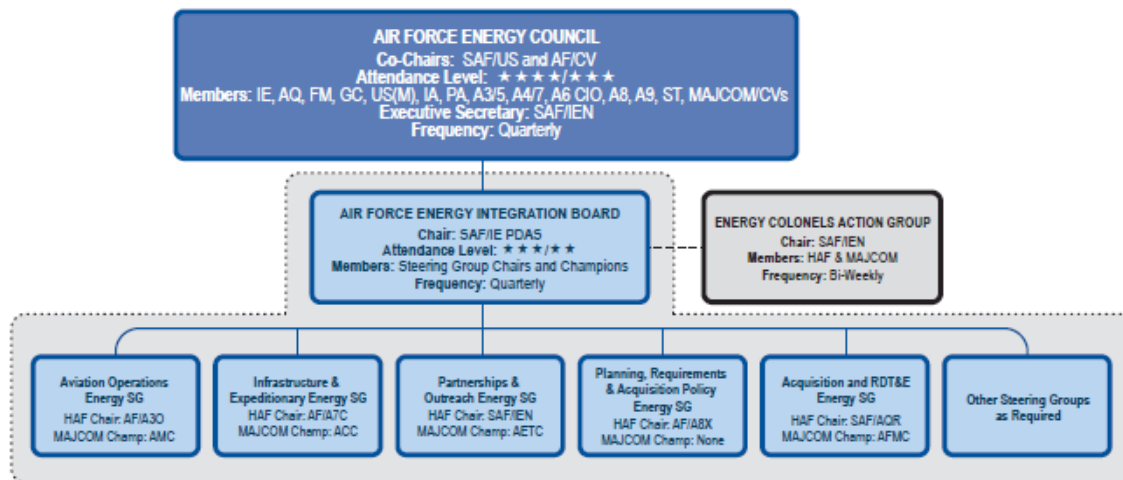 AIR FORCE ENERGY COUNCIL
Co-Chairs: SAF/US and AF/CV
Attendance Level: ★★★★/★★★
Members: IE, AQ, FM, GC, US(M), IA, PA, A3/5, A4/7, A6 CIO, A8, A9, ST, MAJCOM/CVs
Executive Secretary: SAF/IEN
Frequency: Quarterly
AIR FORCE ENERGY INTEGRATION BOARD
Chair: SAF/IE PDAS
Attendance Level: ★★★/★★
Members: Steering Group Chairs and Champions
Frequency: Quarterly
ENERGY COLONELS ACTION GROUP
Chair: SAF/IEN
Members: HAF & MAJCOM
Frequency: Bi-Weekly
Aviation Operations
Energy SG
HAF Chair: AF/A3O
MAJCOM Champ: AMC
Infrastructure &
Expeditionary Energy SG
HAF Chair: AF/A7C
MAJCOM Champ: ACC
Partnerships &
Outreach Energy SG
HAF Chair: SAF/IEN
MAJCOM Champ: AETC
Planning, Requirements
& Acquisition Policy
Energy SG
HAF Chair: AF/A8X
MAJCOM Champ: None
Acquisition and RDT&E
Energy SG
HAF Chair: SAF/AQR
MAJCOM Champ: AFMC
Other Steering Groups
as Required